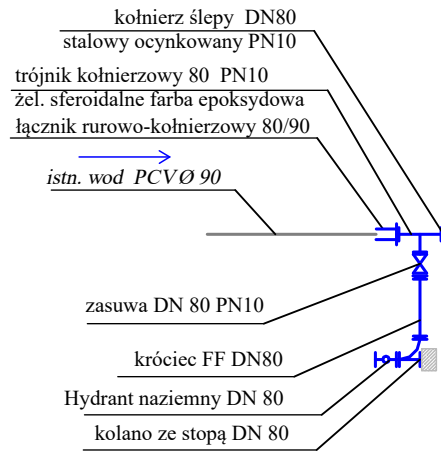 kołnierz ślepy DN80
stalowy ocynkowany PN10
trójnik kołnierzowy 80 PN10
żel. sferoidalne farba epoksydowa
łącznik rurowo-kołnierzowy 80/90
istn. wod PCVØ 90
zasuwa DN 80 PN10
króciec FF DN80
Hydrant naziemny DN 80
kolano ze stopą DN 80